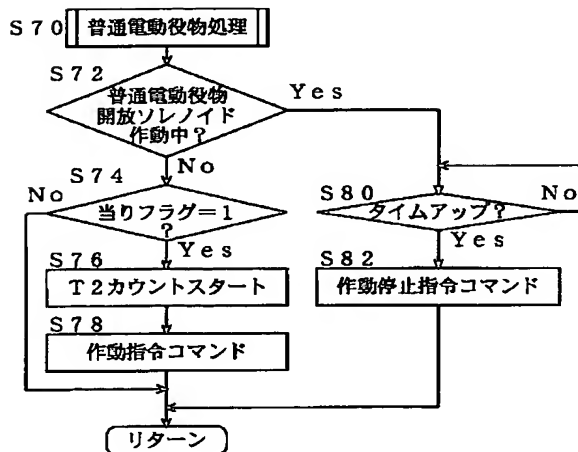 S70 普通電動役物処理
S72
Yes
普通電動役物
開放ソレノイド
作動中？
No
S74
No
当りフラグ＝1
？
Yes
S80
タイムアップ？
No
Yes
S76
T2カウントスタート
S82
作動停止指令コマンド
S78
作動指令コマンド
リターン